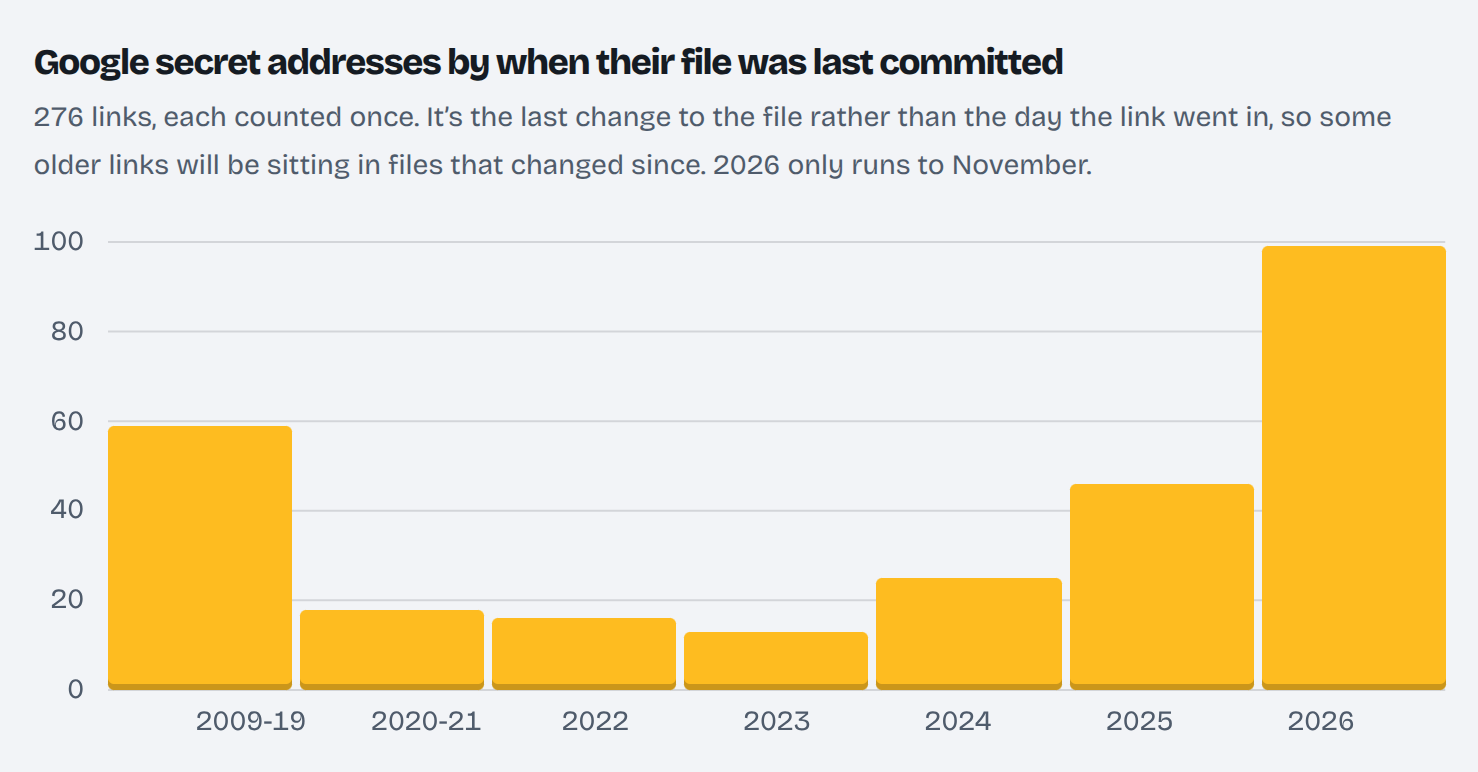 Google secret addresses by when their file was last committed
276 links, each counted once. It’s the last change to the file rather than the day the link went in, so some
older links will be sitting in files that changed since. 2026 only runs to November.
100
80
60
40
20
0
2009-19 2020-21 2022 2023 2024 2025 2026